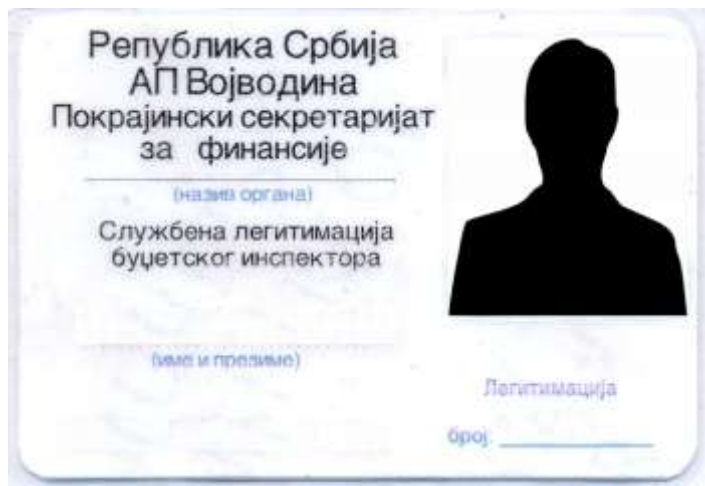 Република Србија
АП Војводина
Покрајински секретаријат
за финансије
(назив органа)
Службена легитимација
буџетског инспектора
(име и презиме)
Легитимација
број: